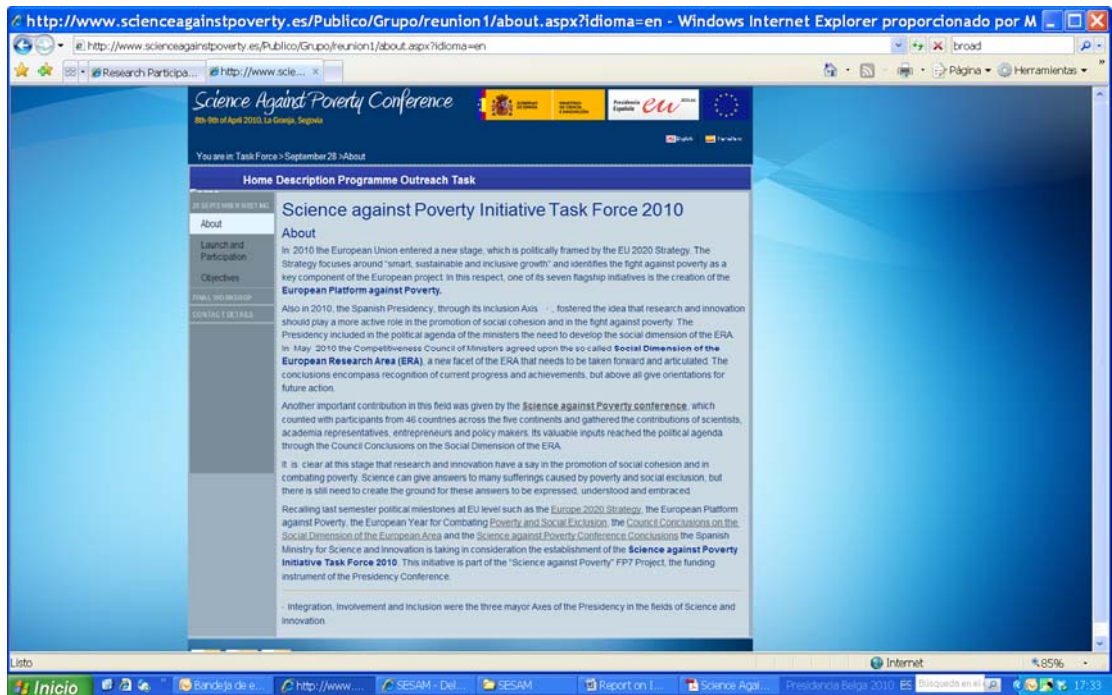 http://www.scienceagainstpoverty.es/Publico/Grupo/reunion1/about.aspx?idioma=en - Windows Internet Explorer proporcionado por M
http://www.scienceagainstpoverty.es/Publico/Grupo/reunion1/about.aspx?idioma=en
broad
Research Participa...
http://www.scie...
Página
Herramientas
Science Against Poverty Conference
8th-9th of April 2010, La Granja, Segovia
GOBIERNO DE ESPAÑA
MINISTERIO DE CIENCIA E INNOVACIÓN
Presidencia Española
eu
English
You are in: Task Force > September 28 >About
Home Description Programme Outreach Task
28 SEPTEMBER MEETING
About
Launch and
Participation
Objectives
FINAL WORKSHOP
CONTACT DETAILS
Science against Poverty Initiative Task Force 2010
About
In 2010 the European Union entered a new stage, which is politically framed by the EU 2020 Strategy. The
Strategy focuses around "smart, sustainable and inclusive growth" and identifies the fight against poverty as a
key component of the European project. In this respect, one of its seven flagship initiatives is the creation of the
European Platform against Poverty.
Also in 2010, the Spanish Presidency, through its Inclusion Axis - , fostered the idea that research and innovation
should play a more active role in the promotion of social cohesion and in the fight against poverty. The
Presidency included in the political agenda of the ministers the need to develop the social dimension of the ERA.
In May 2010 the Competitiveness Council of Ministers agreed upon the so called Social Dimension of the
European Research Area (ERA), a new facet of the ERA that needs to be taken forward and articulated. The
conclusions encompass recognition of current progress and achievements, but above all give orientations for
future action.
Another important contribution in this field was given by the Science against Poverty conference, which
counted with participants from 46 countries across the five continents and gathered the contributions of scientists,
academia representatives, entrepreneurs and policy makers. Its valuable inputs reached the political agenda
through the Council Conclusions on the Social Dimension of the ERA
It is clear at this stage that research and innovation have a say in the promotion of social cohesion and in
combating poverty. Science can give answers to many sufferings caused by poverty and social exclusion, but
there is still need to create the ground for these answers to be expressed, understood and embraced.
Recalling last semester political milestones at EU level such as the Europe 2020 Strategy, the European Platform
against Poverty, the European Year for Combating Poverty and Social Exclusion, the Council Conclusions on the
Social Dimension of the European Area and the Science against Poverty Conference Conclusions the Spanish
Ministry for Science and Innovation is taking in consideration the establishment of the Science against Poverty
Initiative Task Force 2010. This initiative is part of the "Science against Poverty" FP7 Project, the funding
instrument of the Presidency Conference.
- Integration, Involvement and Inclusion were the three mayor Axes of the Presidency in the fields of Science and
Innovation.
Listo
Internet
85%
Inicio
Bandeja de e...
http://www....
SESAM - Del...
SESAM
Report on I...
Science Agai...
Presidencia Belga 2010
ES
Búsqueda en el
17:33